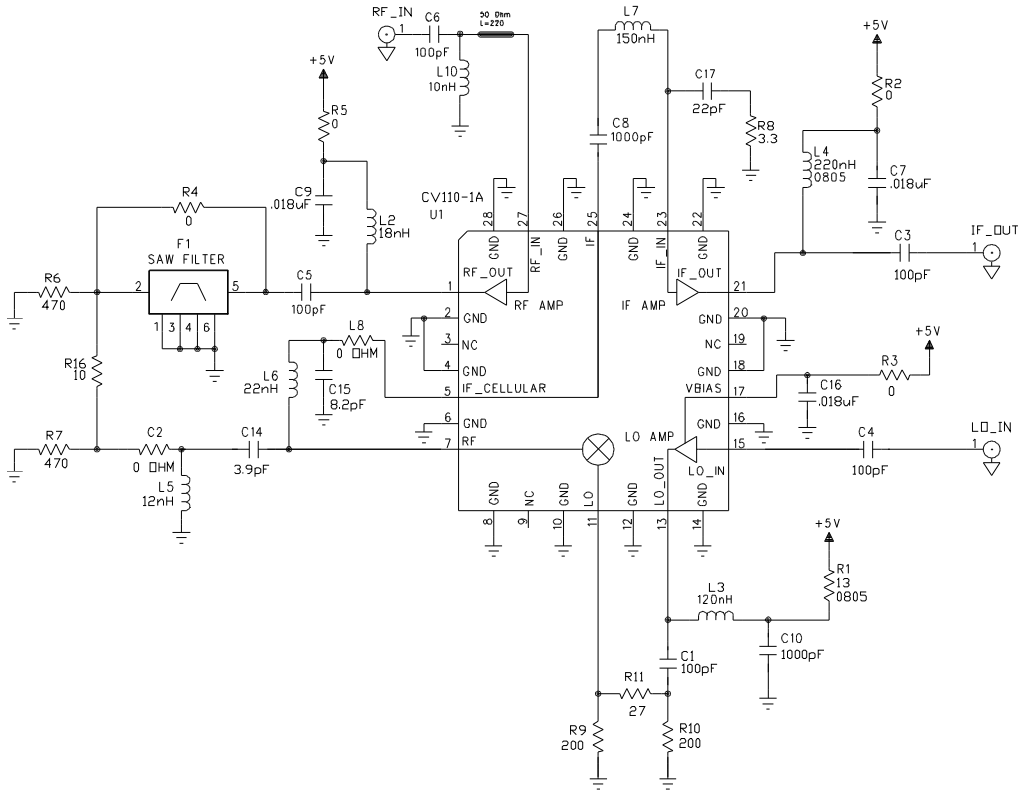 RF_IN
1
C6
100pF
50 Ohm
L=220
L10
10nH
L7
150nH
C17
22pF
R8
3.3
C8
1000pF
+5V
R2
0
L4
220nH
0805
C7
.018uF
IF_OUT
1
C3
100pF
+5V
R5
0
C9
.018uF
L2
18nH
R4
0
F1
SAW FILTER
2
5
1
3
4
6
R6
470
C5
100pF
R16
10
R7
470
C2
0 OHM
L5
12nH
C14
3.9pF
L6
22nH
C15
8.2pF
L8
0 OHM
CV110-1A
U1
28
27
26
25
24
23
22
GND
RF_IN
GND
IF
GND
IF_IN
GND
1
RF_OUT
RF AMP
IF_OUT
IF AMP
21
2
GND
GND
20
3
NC
NC
19
4
GND
GND
18
5
IF_CELLULAR
VBIAS
17
6
GND
GND
16
7
RF
LO AMP
LO_IN
15
GND
NC
GND
LO
GND
LO_OUT
GND
8
9
10
11
12
13
14
+5V
R3
0
C16
.018uF
LO_IN
1
C4
100pF
+5V
R1
13
0805
L3
120nH
C10
1000pF
C1
100pF
R11
27
R9
200
R10
200